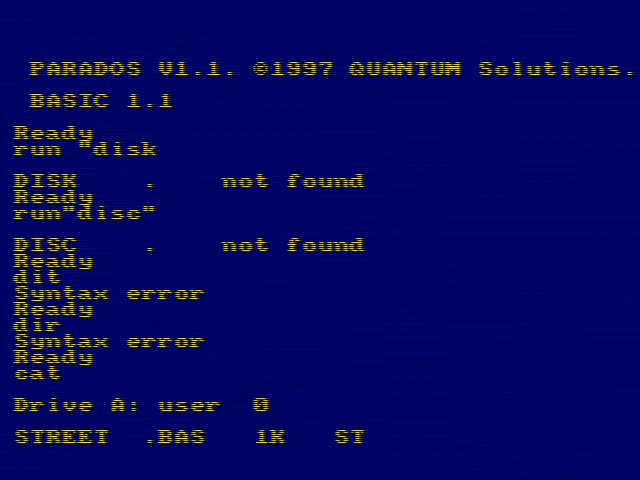 PARADOS V1.1. ©1997 QUANTUM Solutions.
BASIC 1.1
Ready
run "disk
DISK    .    not found
Ready
run"disc"
DISC    .    not found
Ready
dit
Syntax error
Ready
dir
Syntax error
Ready
cat
Drive A: user  0
STREET  .BAS   1K   ST